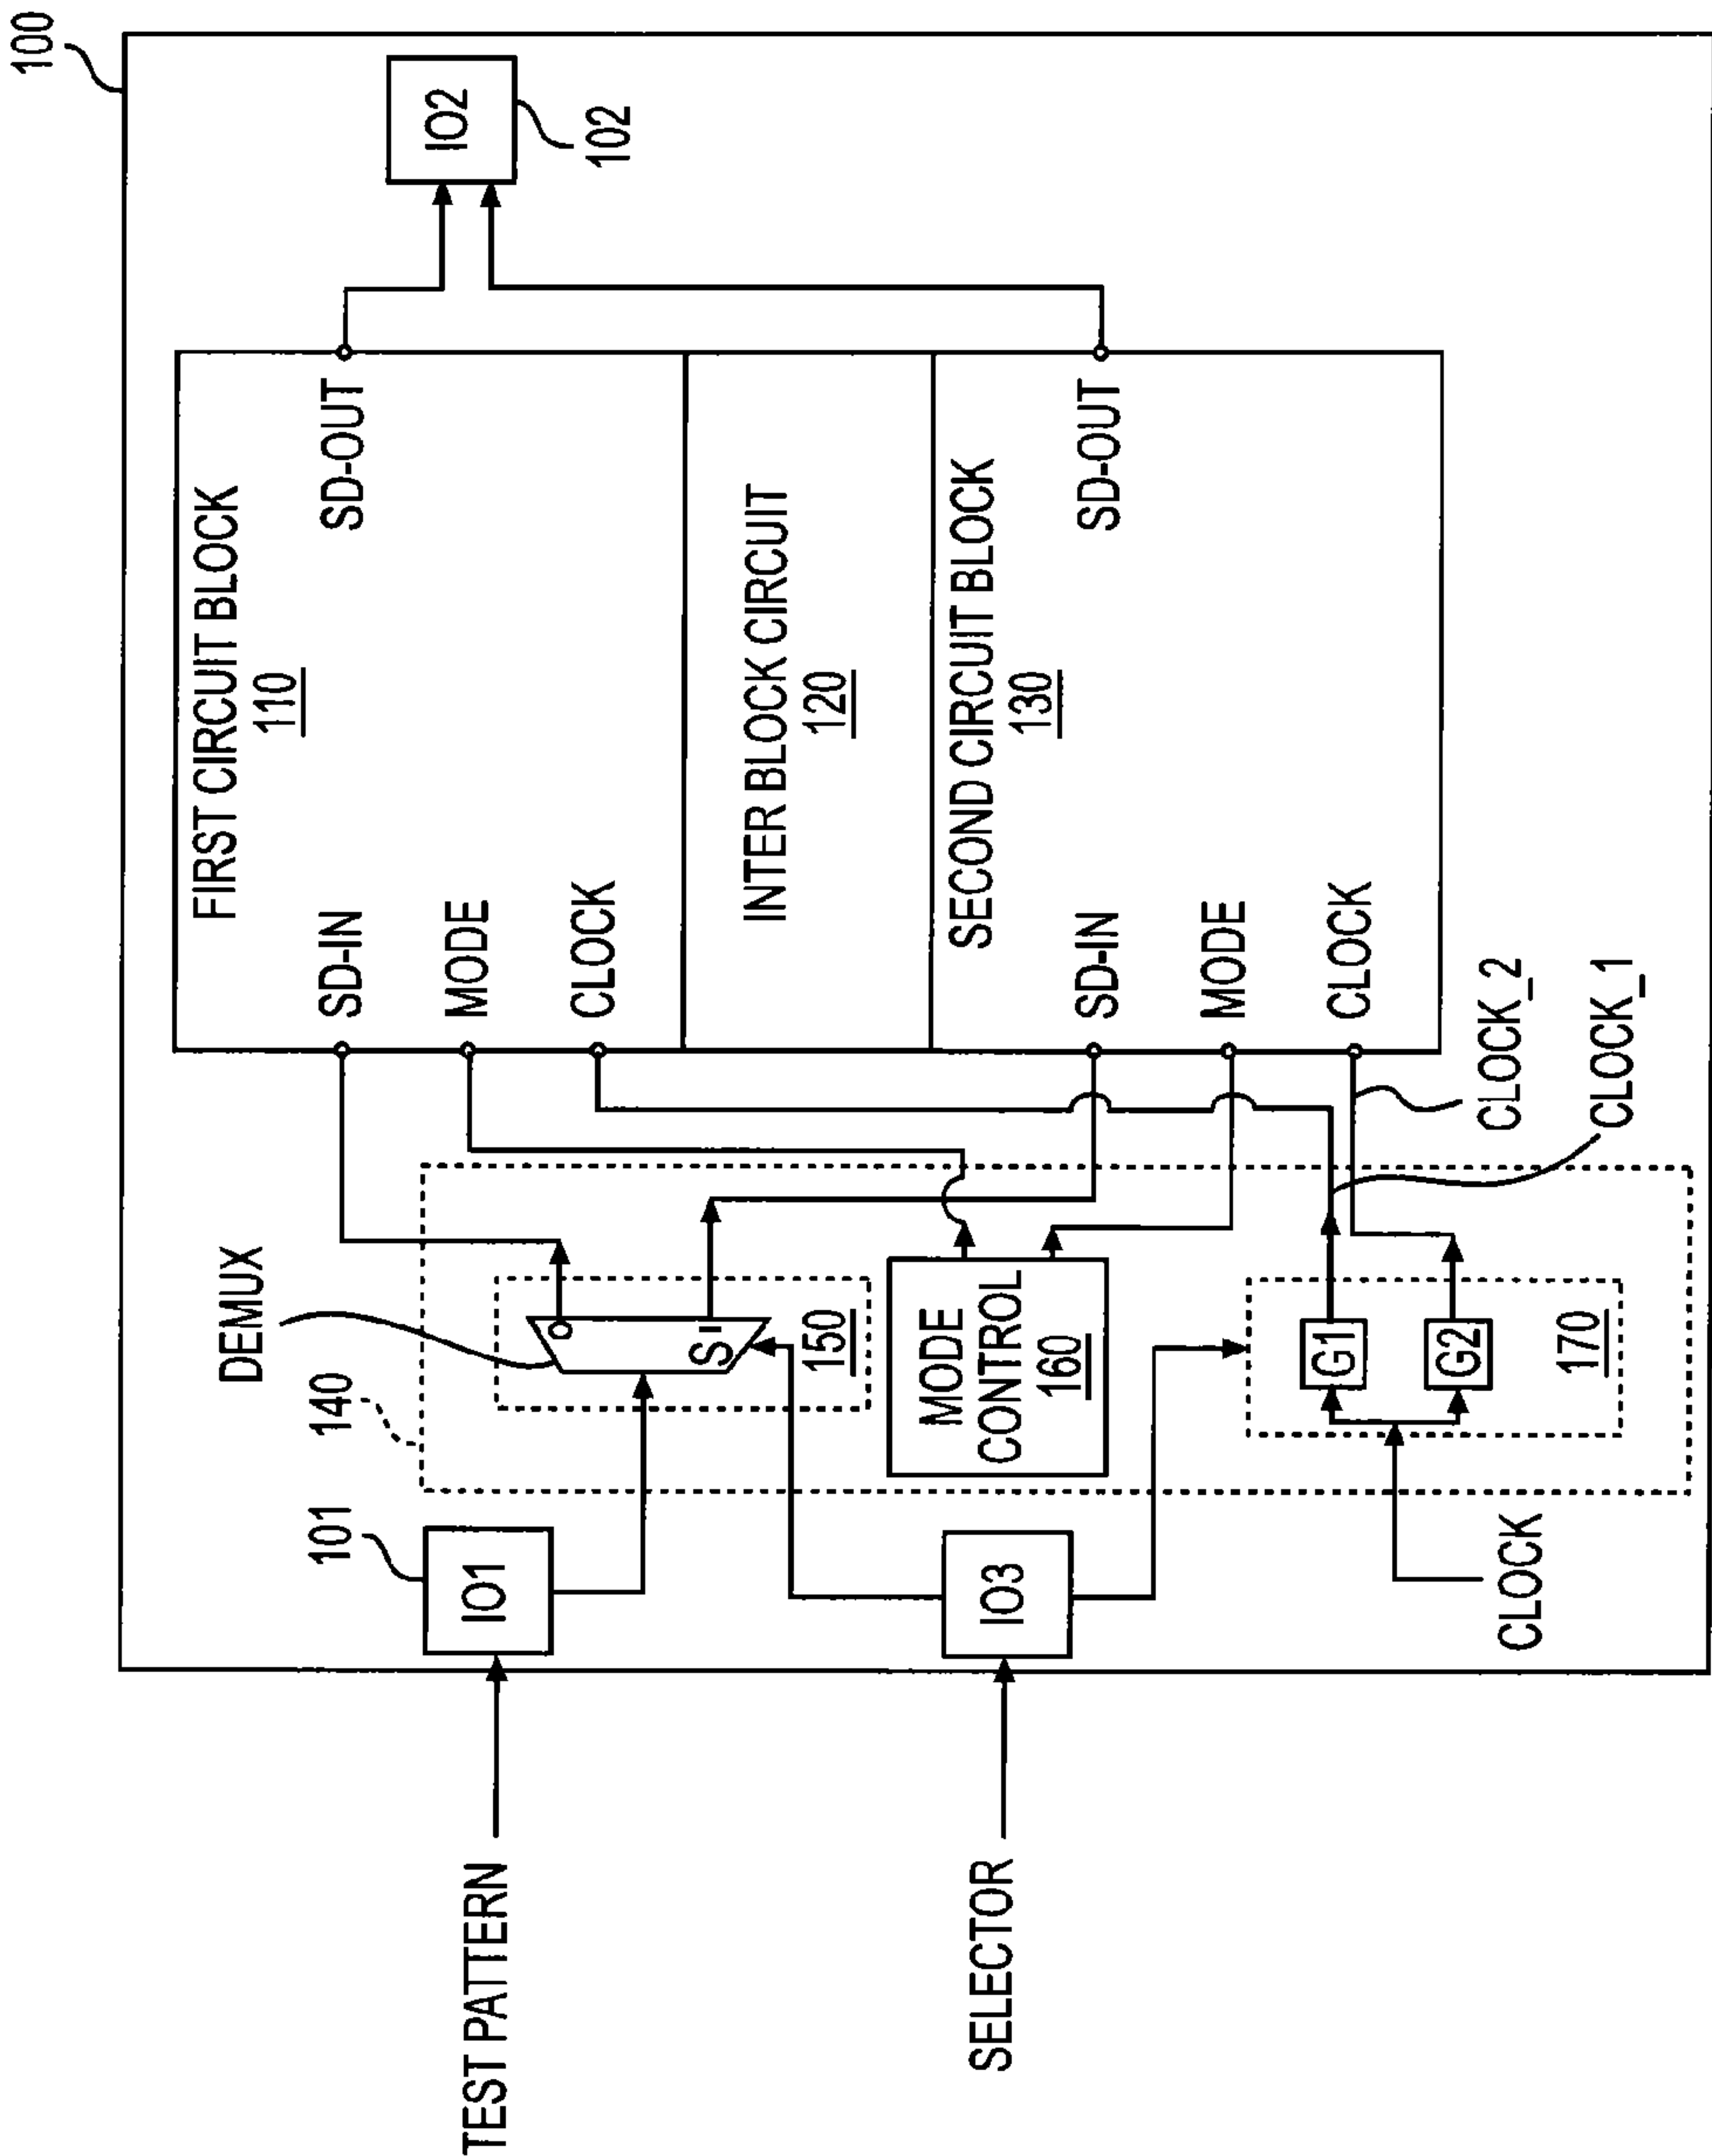 100
TEST PATTERN
101
IO1
140
DEMUX
0
S
1
150
SELECTOR
IO3
MODE
CONTROL
160
CLOCK
G1
G2
170
CLOCK_2
CLOCK_1
FIRST CIRCUIT BLOCK
110
SD-IN
MODE
CLOCK
SD-OUT
INTER BLOCK CIRCUIT
120
SECOND CIRCUIT BLOCK
130
SD-IN
MODE
CLOCK
SD-OUT
IO2
102